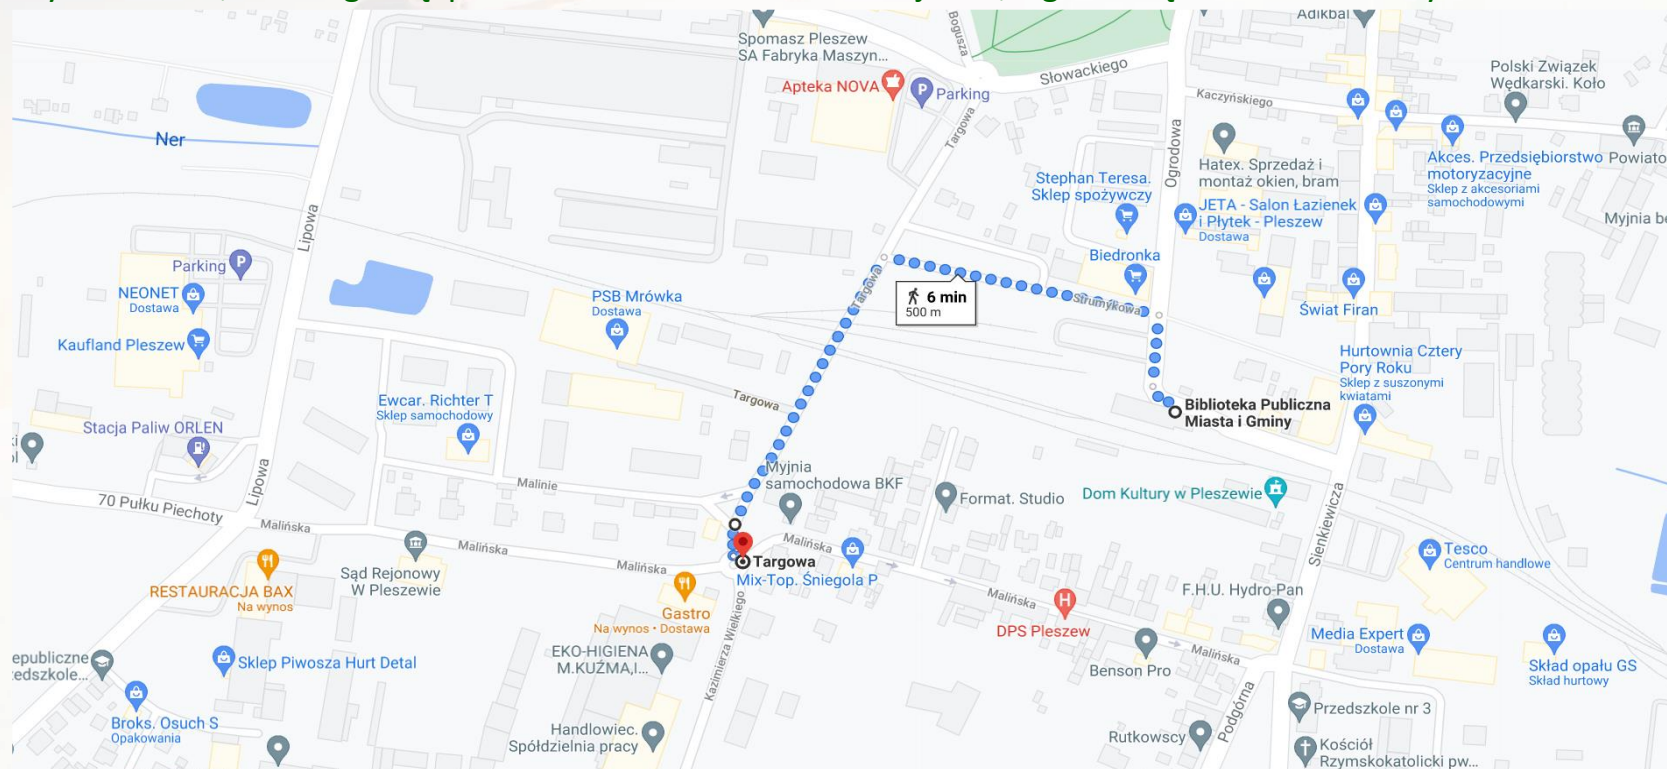 Adikbal
Bogusza
Spomasz Pleszew
SA Fabryka Maszyn...
Słowackiego
Polski Związek
Wędkarski. Koło
Apteka NOVA
Parking
Kaczyńskiego
Ner
Targowa
Ogrodowa
Hatex. Sprzedaż i
montaż okien, bram
Akces. Przedsiębiorstwo
motoryzacyjne
Sklep z akcesoriami
samochodowymi
Powiato
Stephan Teresa.
Sklep spożywczy
JETA - Salon Łazienek
i Płytek - Pleszew
Dostawa
Myjnia be
Lipowa
Parking
Biedronka
NEONET
Dostawa
PSB Mrówka
Dostawa
Targowa
6 min
500 m
Strumykowa
Świat Firan
Kaufland Pleszew
Hurtownia Cztery
Pory Roku
Sklep z suszonymi
kwiatami
Ewcar. Richter T
Sklep samochodowy
Targowa
Biblioteka Publiczna
Miasta i Gminy
Stacja Paliw ORLEN
Lipowa
Malinie
Myjnia
samochodowa BKF
Format. Studio
Dom Kultury w Pleszewie
70 Pułku Piechoty
Malińska
Malińska
Malińska
Malińska
Sienkiewicza
Targowa
Mix-Top. Śniegola P
Tesco
Centrum handlowe
RESTAURACJA BAX
Na wynos
Sąd Rejonowy
W Pleszewie
Gastro
Na wynos • Dostawa
Malińska
F.H.U. Hydro-Pan
DPS Pleszew
Media Expert
Dostawa
Kazimierza Wielkiego
EKO-HIGIENA
M.KUŹMA,I...
Malińska
Benson Pro
epubliczne
zedszkole...
Sklep Piwosza Hurt Detal
Skład opału GS
Skład hurtowy
Broks. Osuch S
Opakowania
Podgórna
Przedszkole nr 3
Handlowiec.
Spółdzielnia pracy
Rutkowscy
Kościół
Rzymskokatolicki pw...